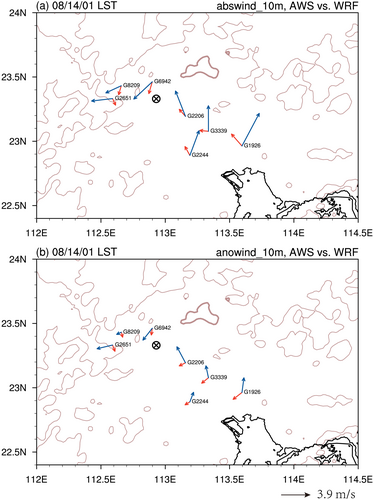 (a) 08/14/01 LST abswind_10m, AWS vs. WRF
24N
G8209 G6942
G2651
23.5N
G2206
G3339
23N
G1926
G2244
22.5N
112E 112.5E 113E 113.5E 114E 114.5E
(b) 08/14/01 LST anowind_10m, AWS vs. WRF
24N
G8209 G6942
23.5N
G2651
G2206
G3339
23N
G1926
G2244
22.5N
112E 112.5E 113E 113.5E 114E 114.5E
3.9 m/s